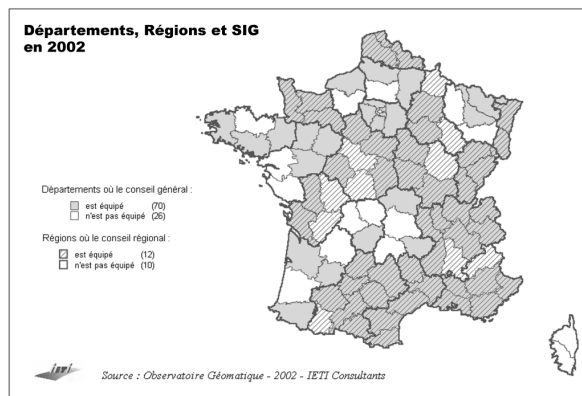 Départements, Régions et SIG
en 2002
Départements où le conseil général :
est équipé (70)
n'est pas équipé (26)
Régions où le conseil régional :
est équipé (12)
n'est pas équipé (10)
ieti
Source : Observatoire Géomatique - 2002 - IETI Consultants